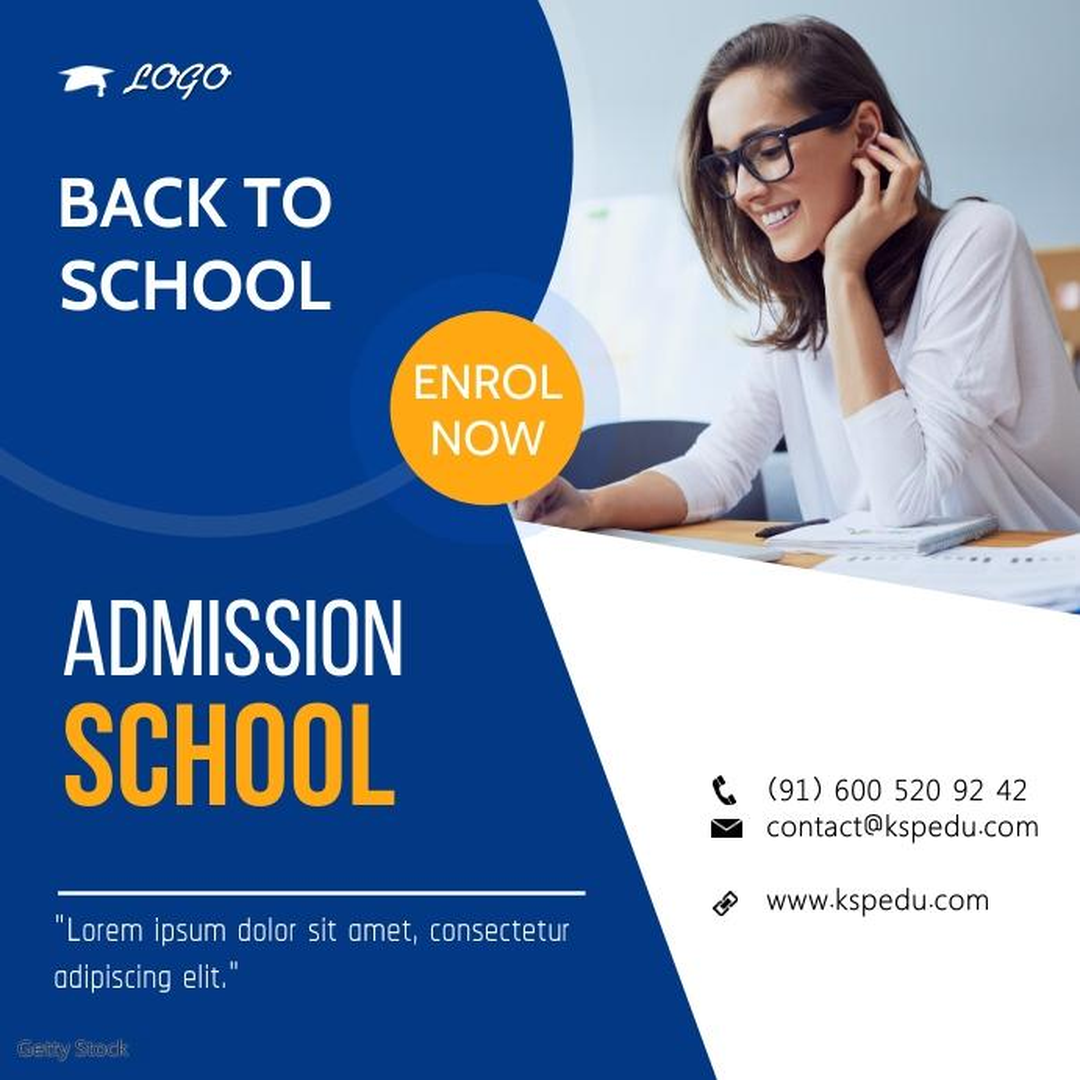 LOGO
BACK TO
SCHOOL
ENROL
NOW
ADMISSION
SCHOOL
(91) 600 520 92 42
contact@kspedu.com
www.kspedu.com
"Lorem ipsum dolor sit amet, consectetur
adipiscing elit."
Getty Stock